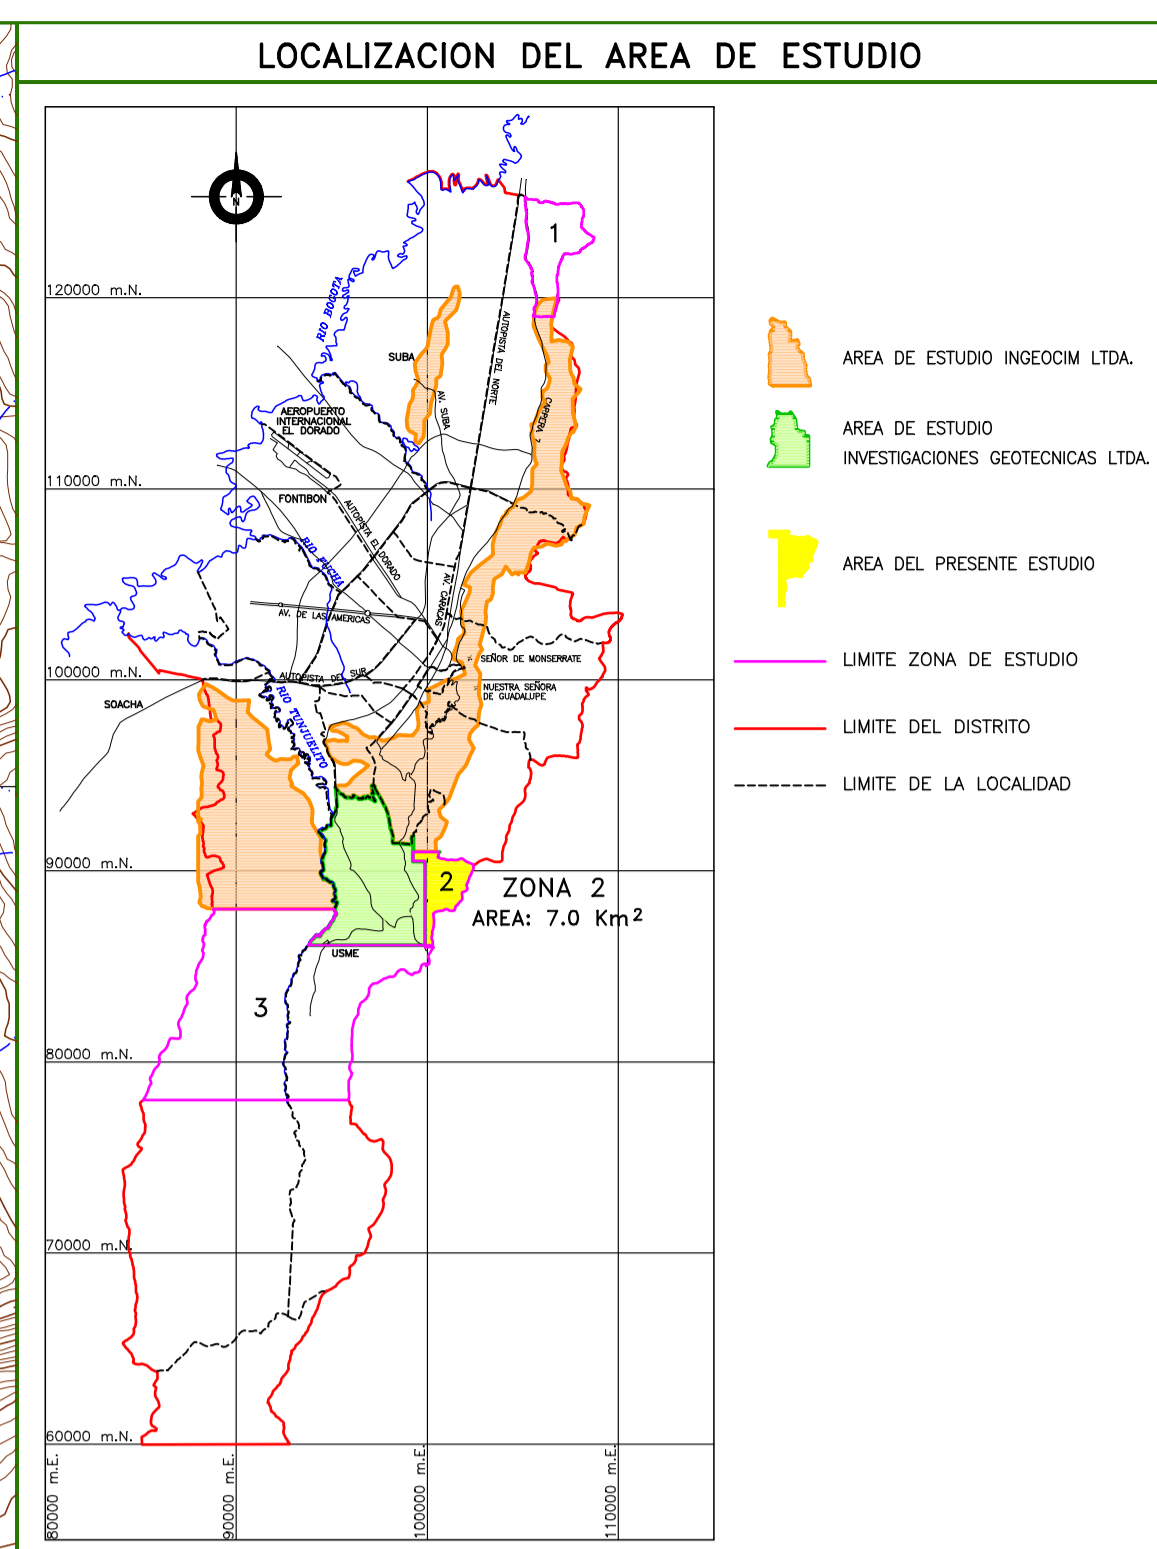 LOCALIZACION DEL AREA DE ESTUDIO
N
1
120000 m.N.
RIO BOGOTA
AUTOPISTA DEL NORTE
SUBA
AV. SUBA
CARRERA 7
AEROPUERTO
INTERNACIONAL
EL DORADO
110000 m.N.
FONTIBON
AUTOPISTA EL DORADO
RIO FUCHA
AV. CARACAS
AV. DE LAS AMERICAS
SEÑOR DE MONSERRATE
100000 m.N.
AUTOPISTA DEL SUR
NUESTRA SEÑORA
DE GUADALUPE
SOACHA
RIO TUNJUELITO
90000 m.N.
2
ZONA 2
AREA: 7.0 Km²
USME
3
80000 m.N.
70000 m.N.
60000 m.N.
80000 m.E.
90000 m.E.
100000 m.E.
110000 m.E.
AREA DE ESTUDIO INGEOCIM LTDA.
AREA DE ESTUDIO
INVESTIGACIONES GEOTECNICAS LTDA.
AREA DEL PRESENTE ESTUDIO
LIMITE ZONA DE ESTUDIO
LIMITE DEL DISTRITO
LIMITE DE LA LOCALIDAD